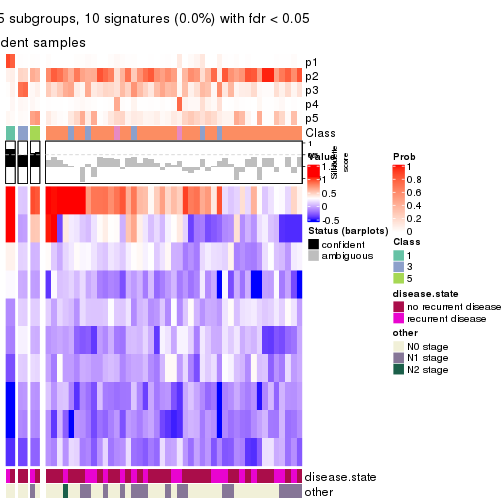 5 subgroups, 10 signatures (0.0%) with fdr < 0.05
dent samples
p1
p2
p3
p4
p5
Class
1
Silhouette
score
Value
1
0.5
0
-0.5
Status (barplots)
confident
ambiguous
Prob
1
0.8
0.6
0.4
0.2
0
Class
1
3
5
disease.state
no recurrent disease
recurrent disease
other
N0 stage
N1 stage
N2 stage
disease.state
other